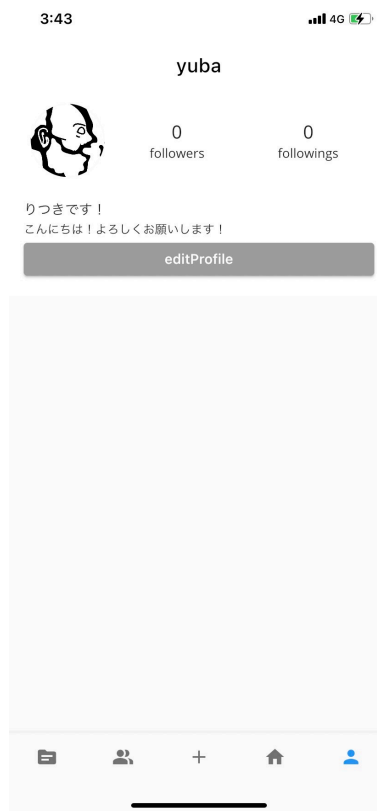 3:43
4G
yuba
0
0
followers
followings
りつきです！
こんにちは！よろしくお願いします！
editProfile